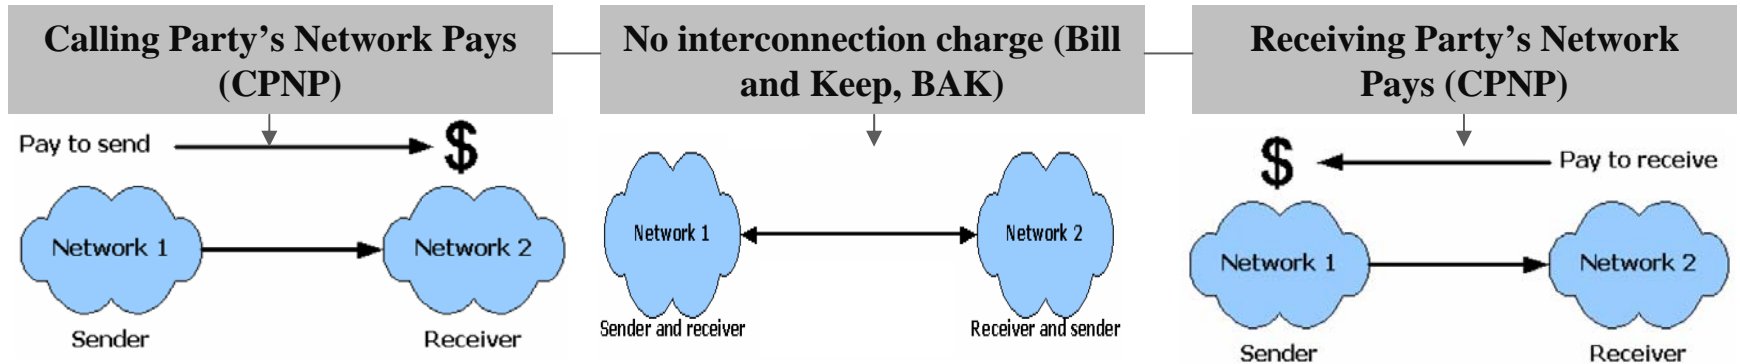 Calling Party’s Network Pays
(CPNP)
Pay to send
$
Network 1
Network 2
Sender
Receiver
No interconnection charge (Bill
and Keep, BAK)
Network 1
Network 2
Sender and receiver
Receiver and sender
Receiving Party’s Network
Pays (CPNP)
$
Pay to receive
Network 1
Network 2
Sender
Receiver